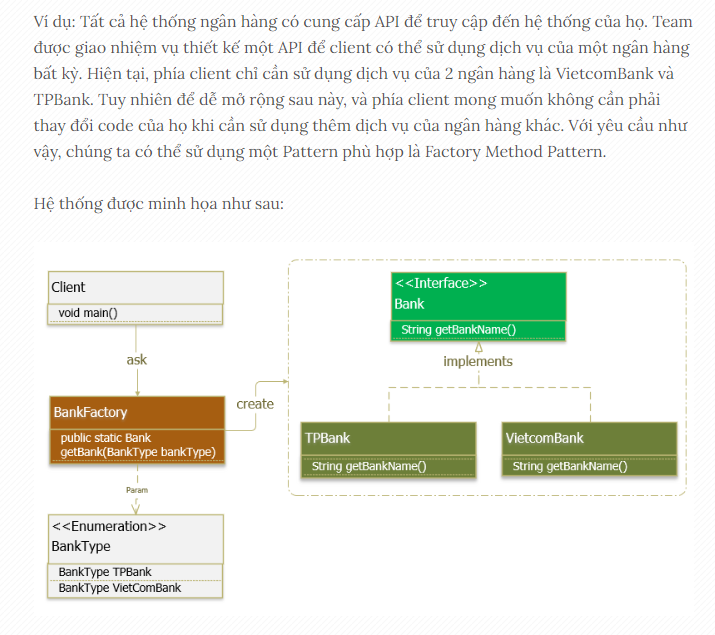 Ví dụ: Tất cả hệ thống ngân hàng có cung cấp API để truy cập đến hệ thống của họ. Team
được giao nhiệm vụ thiết kế một API để client có thể sử dụng dịch vụ của một ngân hàng
bất kỳ. Hiện tại, phía client chỉ cần sử dụng dịch vụ của 2 ngân hàng là VietcomBank và
TPBank. Tuy nhiên để dễ mở rộng sau này, và phía client mong muốn không cần phải
thay đổi code của họ khi cần sử dụng thêm dịch vụ của ngân hàng khác. Với yêu cầu như
vậy, chúng ta có thể sử dụng một Pattern phù hợp là Factory Method Pattern.
Hệ thống được minh họa như sau:
Client
void main()
ask
BankFactory
public static Bank
getBank(BankType bankType)
create
Param
<<Enumeration>>
BankType
BankType TPBank
BankType VietComBank
<<Interface>>
Bank
String getBankName()
implements
TPBank
String getBankName()
VietcomBank
String getBankName()